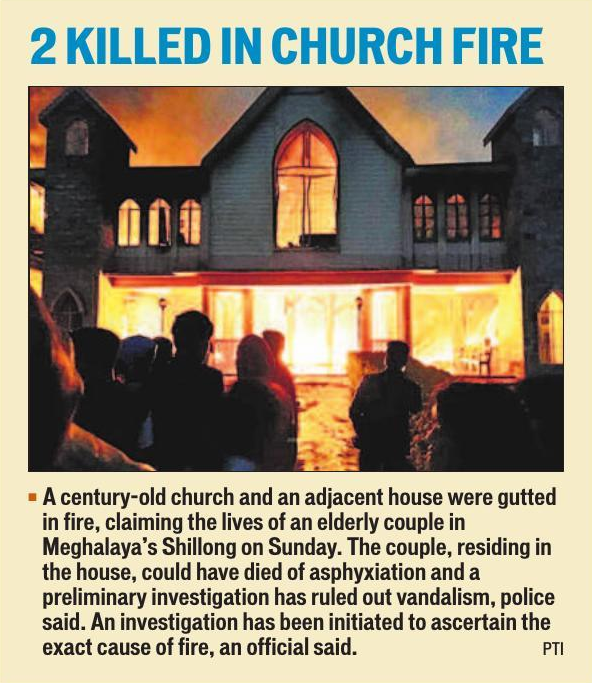 2 KILLED IN CHURCH FIRE
▪ A century-old church and an adjacent house were gutted
in fire, claiming the lives of an elderly couple in
Meghalaya's Shillong on Sunday. The couple, residing in
the house, could have died of asphyxiation and a
preliminary investigation has ruled out vandalism, police
said. An investigation has been initiated to ascertain the
exact cause of fire, an official said. PTI